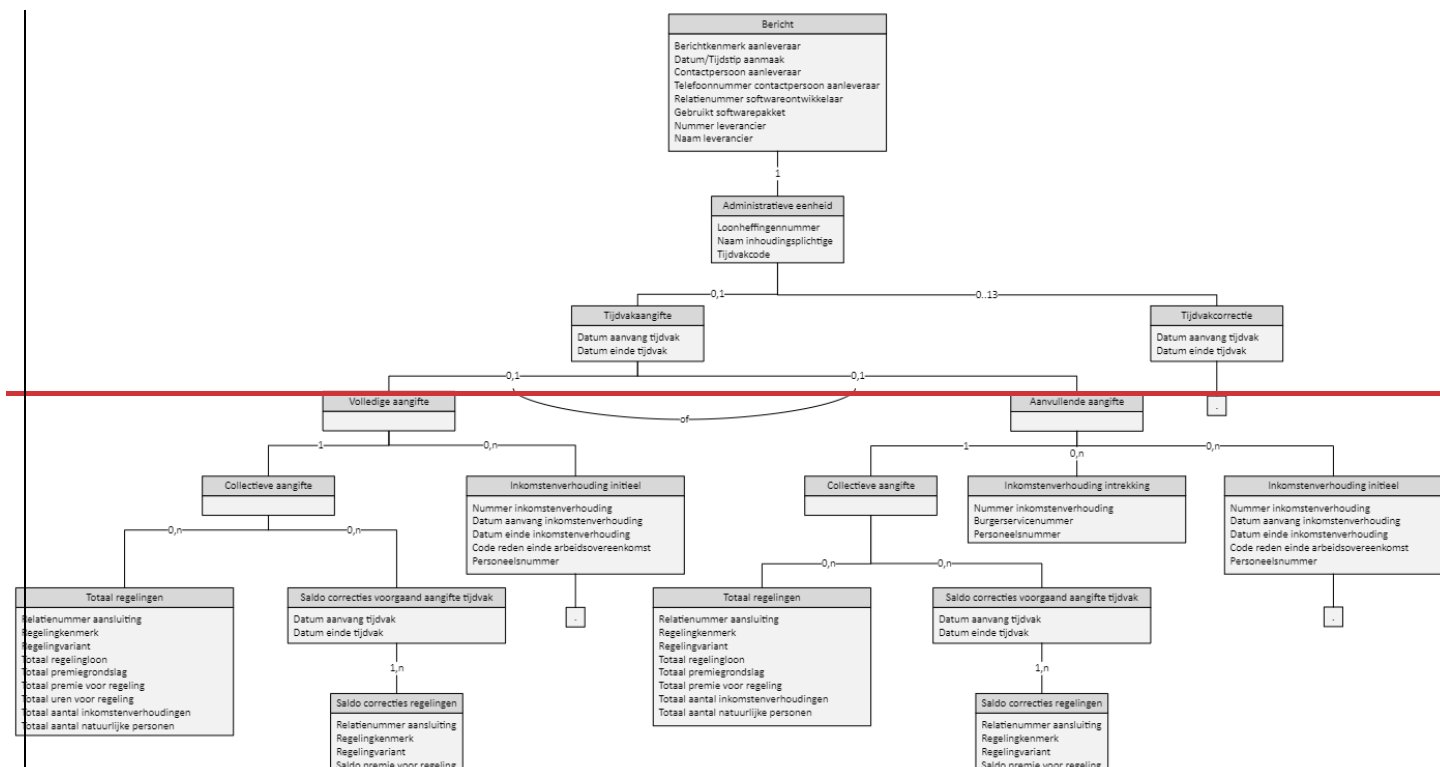 Bericht
Berichtkenmerk aanleveraar
Datum/Tijdstip aanmaak
Contactpersoon aanleveraar
Telefoonnummer contactpersoon aanleveraar
Relatienummer softwareontwikkelaar
Gebruikt softwarepakket
Nummer leverancier
Naam leverancier
1
Administratieve eenheid
Loonheffingennummer
Naam inhoudingsplichtige
Tijdvakcode
0,1
0..13
Tijdvakaangifte
Datum aanvang tijdvak
Datum einde tijdvak
Tijdvakcorrectie
Datum aanvang tijdvak
Datum einde tijdvak
0,1
0,1
Volledige aangifte
of
Aanvullende aangifte
.
1
0,n
1
0,n
0,n
Collectieve aangifte
Inkomstenverhouding initieel
Nummer inkomstenverhouding
Datum aanvang inkomstenverhouding
Datum einde inkomstenverhouding
Code reden einde arbeidsovereenkomst
Personeelsnummer
Collectieve aangifte
Inkomstenverhouding intrekking
Nummer inkomstenverhouding
Burgerservicenummer
Personeelsnummer
Inkomstenverhouding initieel
Nummer inkomstenverhouding
Datum aanvang inkomstenverhouding
Datum einde inkomstenverhouding
Code reden einde arbeidsovereenkomst
Personeelsnummer
0,n
0,n
0,n
0,n
Totaal regelingen
Relatienummer aansluiting
Regelingkenmerk
Regelingvariant
Totaal regelingloon
Totaal premiegrondslag
Totaal premie voor regeling
Totaal uren voor regeling
Totaal aantal inkomstenverhoudingen
Totaal aantal natuurlijke personen
Saldo correcties voorgaand aangifte tijdvak
Datum aanvang tijdvak
Datum einde tijdvak
.
Totaal regelingen
Relatienummer aansluiting
Regelingkenmerk
Regelingvariant
Totaal regelingloon
Totaal premiegrondslag
Totaal premie voor regeling
Totaal aantal inkomstenverhoudingen
Totaal aantal natuurlijke personen
Saldo correcties voorgaand aangifte tijdvak
Datum aanvang tijdvak
Datum einde tijdvak
.
1,n
1,n
Saldo correcties regelingen
Relatienummer aansluiting
Regelingkenmerk
Regelingvariant
Saldo premie voor regeling
Saldo correcties regelingen
Relatienummer aansluiting
Regelingkenmerk
Regelingvariant
Saldo premie voor regeling